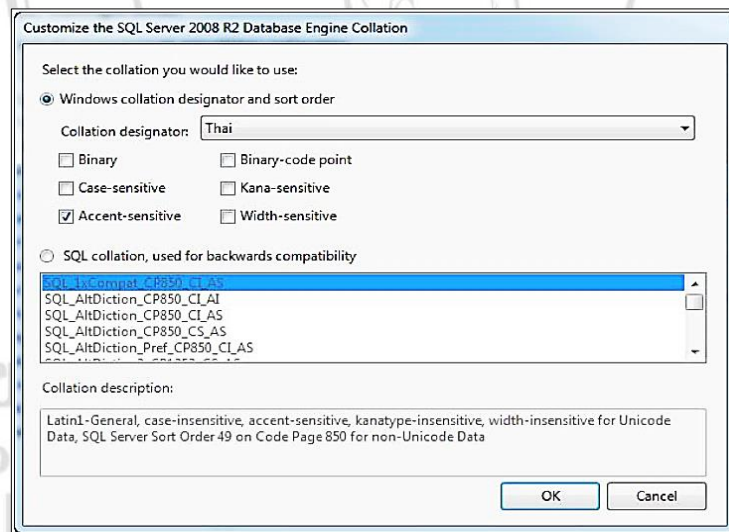 Customize the SQL Server 2008 R2 Database Engine Collation
Select the collation you would like to use:
Windows collation designator and sort order
Collation designator: Thai
Binary Binary-code point
Case-sensitive Kana-sensitive
Accent-sensitive Width-sensitive
SQL collation, used for backwards compatibility
SQL_1xCompat_CP850_CI_AS
SQL_AltDiction_CP850_CI_AI
SQL_AltDiction_CP850_CI_AS
SQL_AltDiction_CP850_CS_AS
SQL_AltDiction_Pref_CP850_CI_AS
Collation description:
Latin1-General, case-insensitive, accent-sensitive, kanatype-insensitive, width-insensitive for Unicode
Data, SQL Server Sort Order 49 on Code Page 850 for non-Unicode Data
OK Cancel